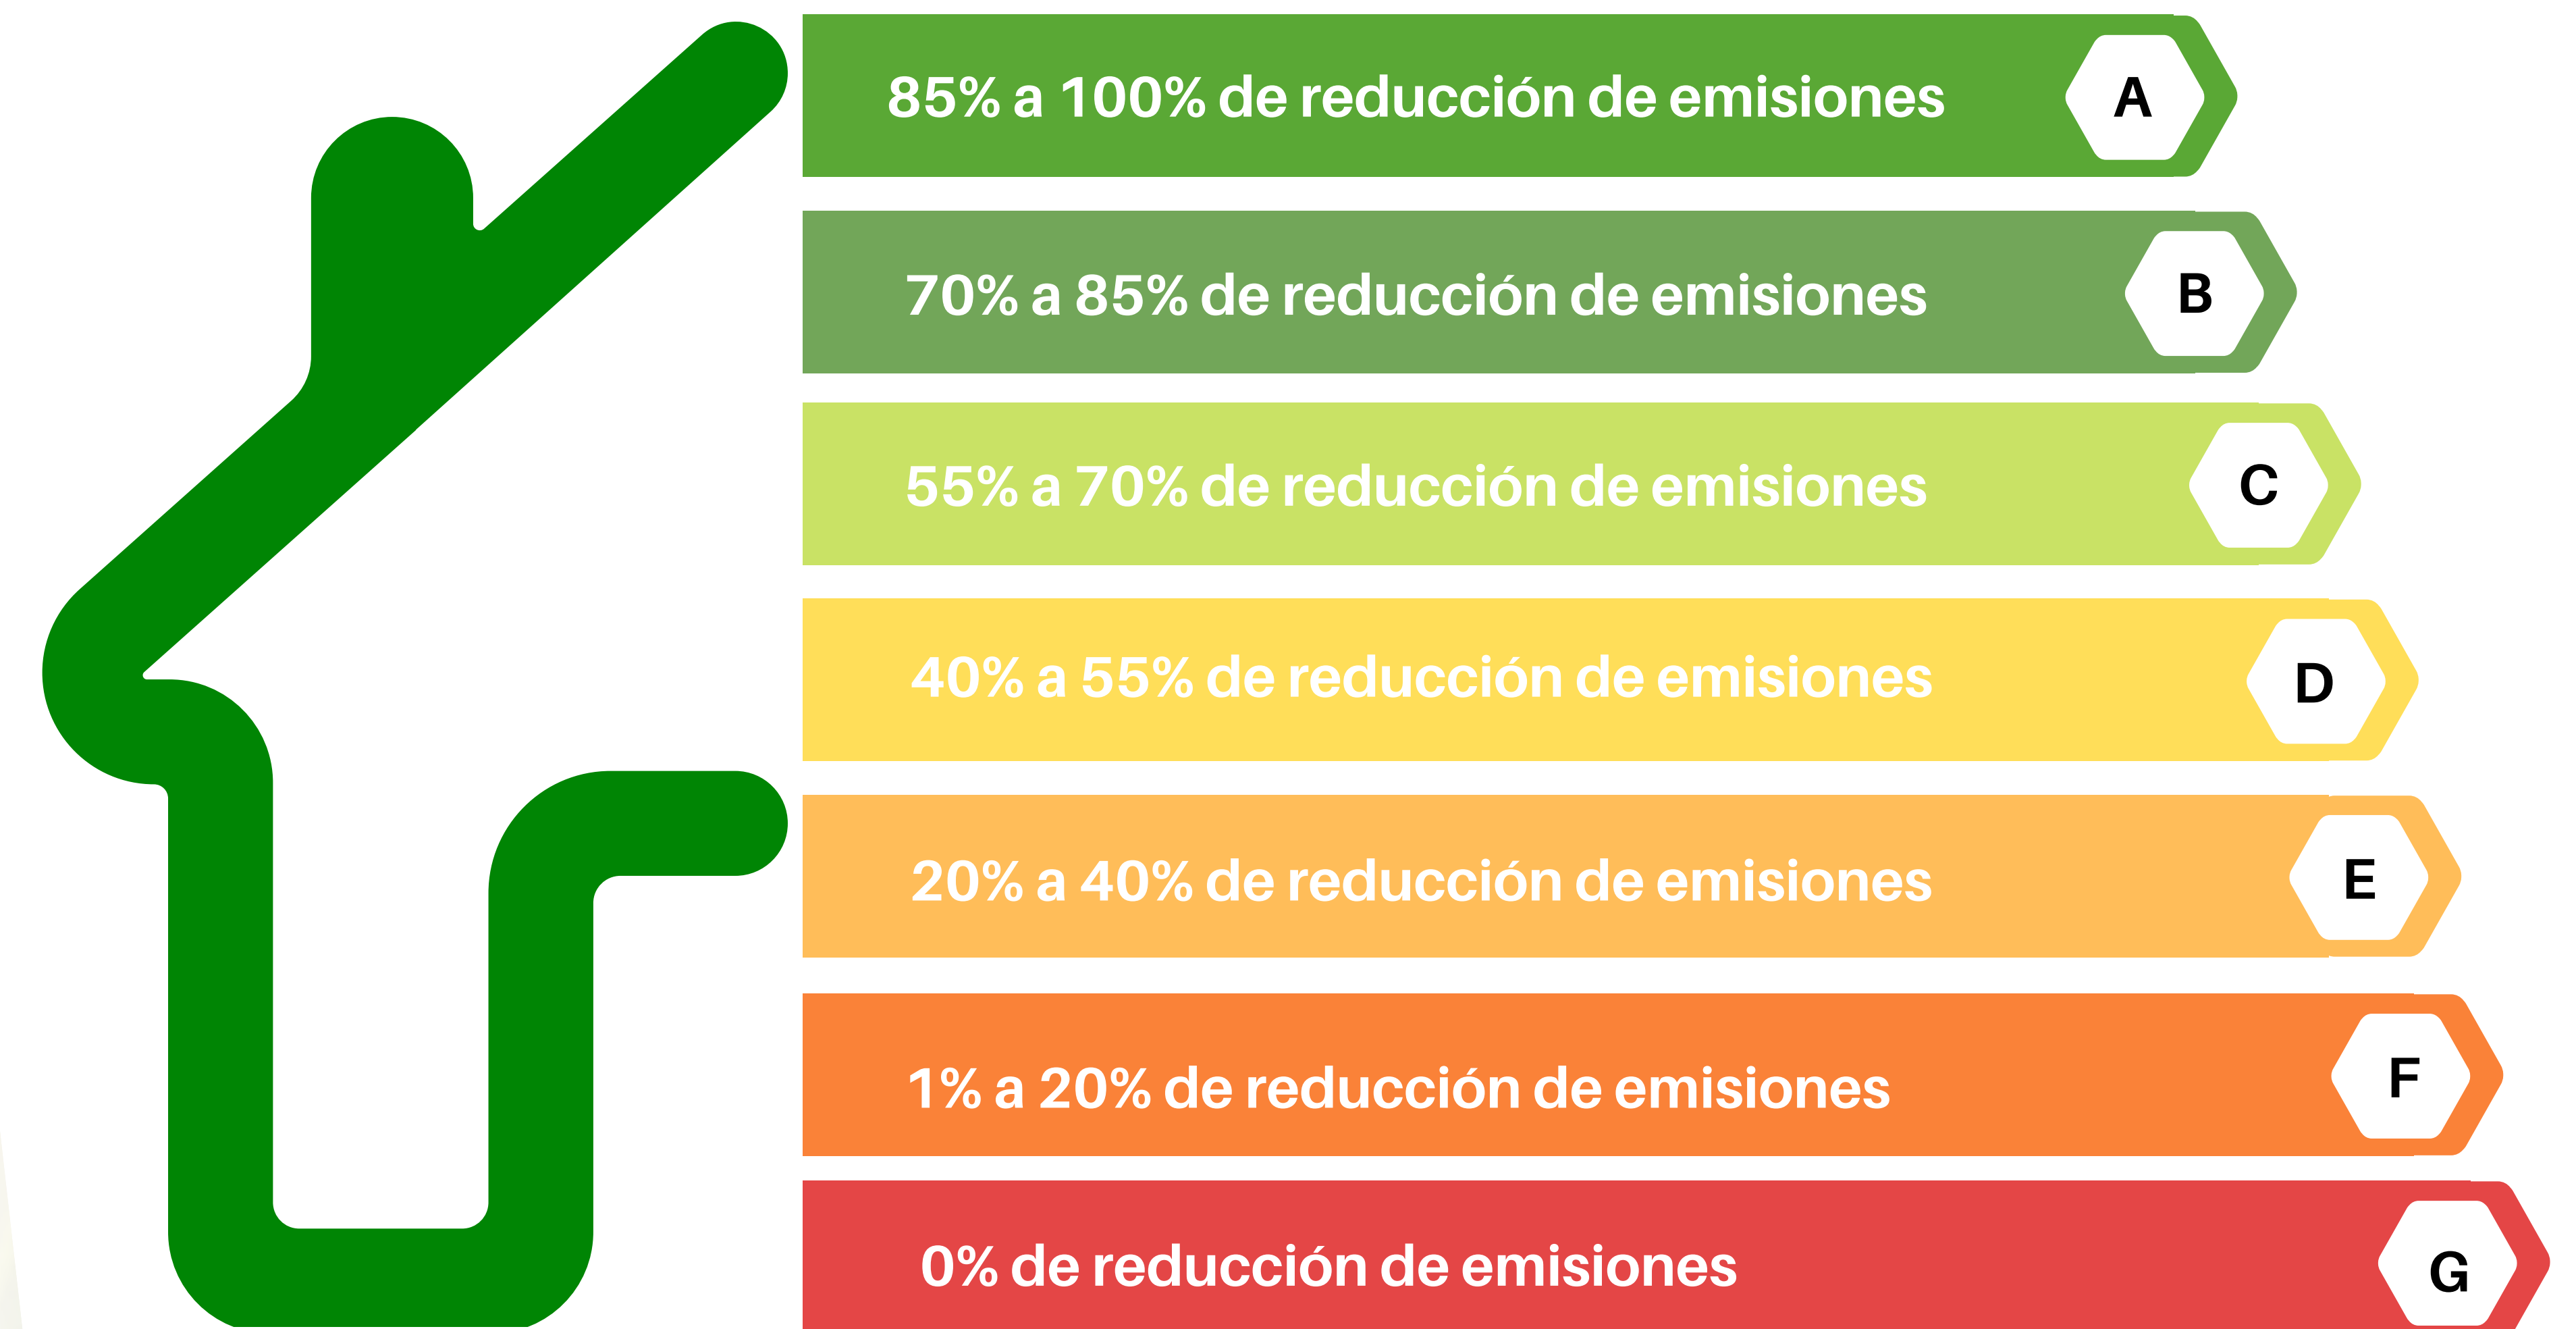 85% a 100% de reducción de emisiones A
70% a 85% de reducción de emisiones B
55% a 70% de reducción de emisiones C
40% a 55% de reducción de emisiones D
20% a 40% de reducción de emisiones E
1% a 20% de reducción de emisiones F
0% de reducción de emisiones G